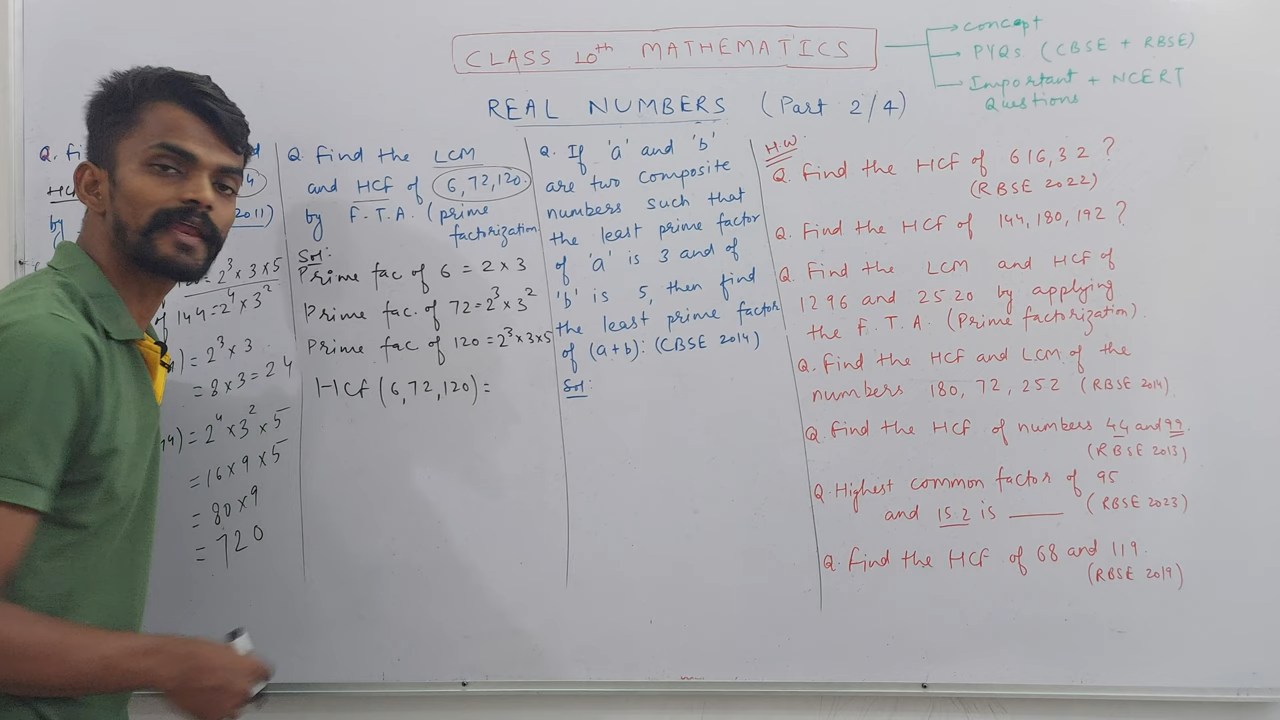 CLASS 10th MATHEMATICS
→ concept
→ PYQs (CBSE + RBSE)
→ Important + NCERT
Questions
REAL NUMBERS (Part 2/4)
Q. Fi
4
by 2011)
= 2³ × 3 × 5
144 = 2⁴ × 3²
) = 2³ × 3
= 8 × 3 = 24
) = 2⁴ × 3² × 5
= 16 × 9 × 5
= 80 × 9
= 720
Q. Find the LCM
and HCF of 6, 72, 120.
by F.T.A. (prime
factorization
Sol:
Prime fac of 6 = 2 × 3
Prime fac. of 72 = 2³ × 3²
Prime fac of 120 = 2³ × 3 × 5
HCF (6, 72, 120) =
Q. If 'a' and 'b'
are two composite
numbers such that
the least prime factor
of 'a' is 3 and of
'b' is 5, then find
the least prime factor
of (a+b): (CBSE 2014)
Sol:
H.W
Q. Find the HCF of 616, 32 ?
(RBSE 2022)
Q. Find the HCF of 144, 180, 192 ?
Q. Find the LCM and HCF of
1296 and 2520 by applying
the F.T.A. (Prime factorization).
Q. Find the HCF and LCM of the
numbers 180, 72, 252 (RBSE 2014)
Q. Find the HCF of numbers 44 and 99.
(RBSE 2013)
Q. Highest common factor of 95
and 152 is ____ (RBSE 2023)
Q. Find the HCF of 68 and 119.
(RBSE 2019)